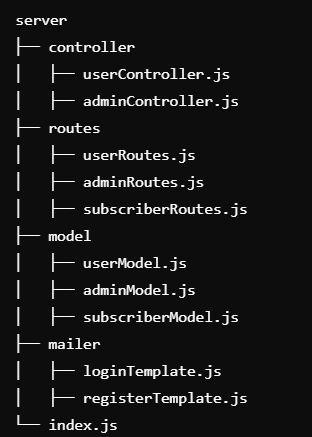 server
├── controller
│   ├── userController.js
│   ├── adminController.js
├── routes
│   ├── userRoutes.js
│   ├── adminRoutes.js
│   ├── subscriberRoutes.js
├── model
│   ├── userModel.js
│   ├── adminModel.js
│   ├── subscriberModel.js
├── mailer
│   ├── loginTemplate.js
│   ├── registerTemplate.js
└── index.js